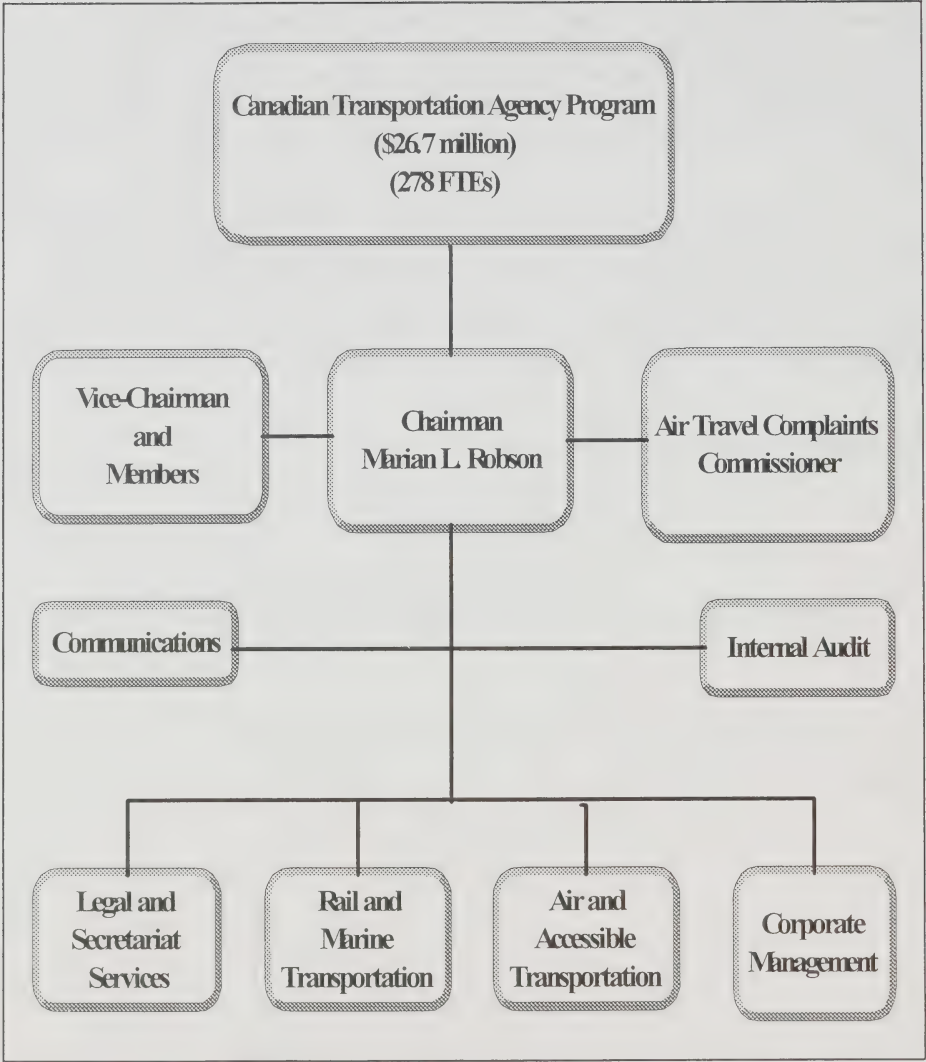 Canadian Transportation Agency Program
($26.7 million)
(278 FTEs)
Vice-Chairman
and
Members
Chairman
Marian L. Robson
Air Travel Complaints
Commissioner
Communications
Internal Audit
Legal and
Secretariat
Services
Rail and
Marine
Transportation
Air and
Accessible
Transportation
Corporate
Management